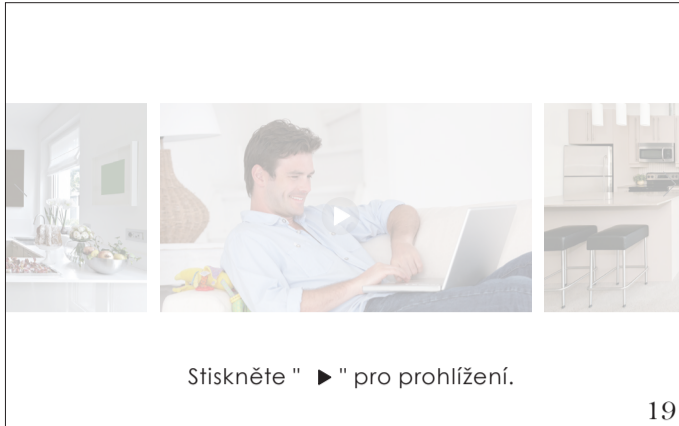 Stiskněte " ▶ " pro prohlížení.
19